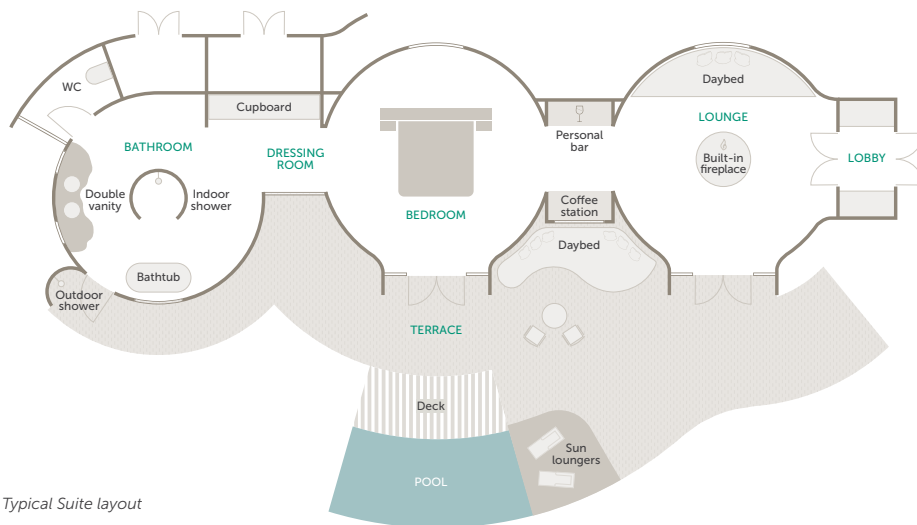 WC
Cupboard
Daybed
LOUNGE
BATHROOM
DRESSING
ROOM
Personal
bar
Built-in
fireplace
LOBBY
Double
vanity
Indoor
shower
BEDROOM
Coffee
station
Daybed
Bathtub
Outdoor
shower
TERRACE
Deck
Sun
loungers
POOL
Typical Suite layout